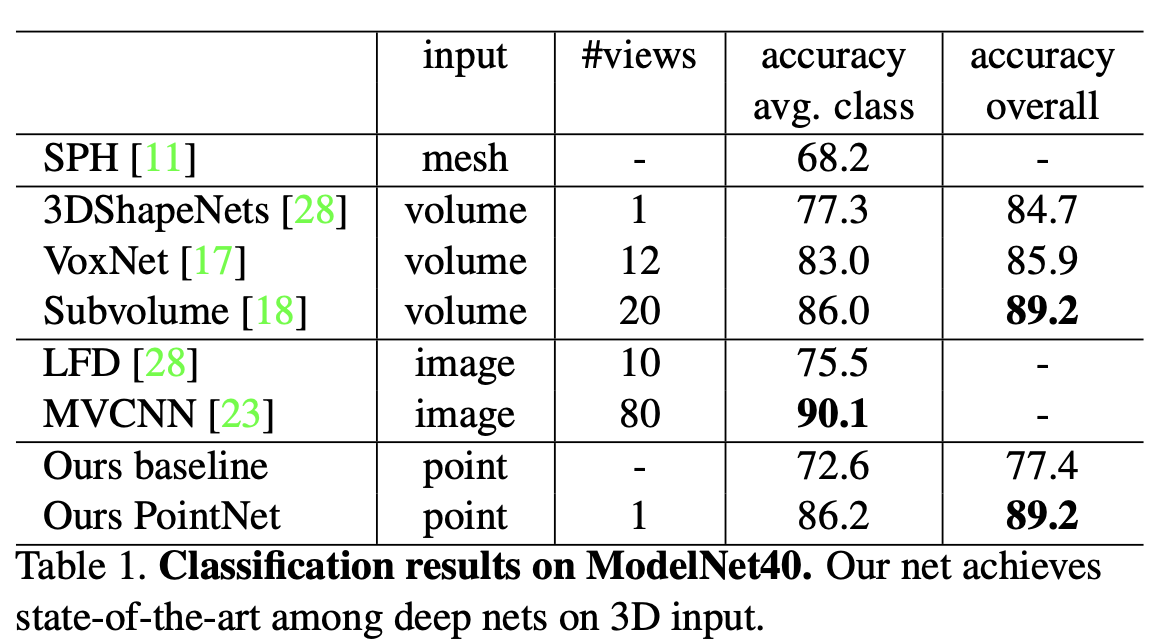 input #views accuracy accuracy
avg. class overall
SPH [11] mesh - 68.2 -
3DShapeNets [28] volume 1 77.3 84.7
VoxNet [17] volume 12 83.0 85.9
Subvolume [18] volume 20 86.0 89.2
LFD [28] image 10 75.5 -
MVCNN [23] image 80 90.1 -
Ours baseline point - 72.6 77.4
Ours PointNet point 1 86.2 89.2
Table 1. Classification results on ModelNet40. Our net achieves
state-of-the-art among deep nets on 3D input.